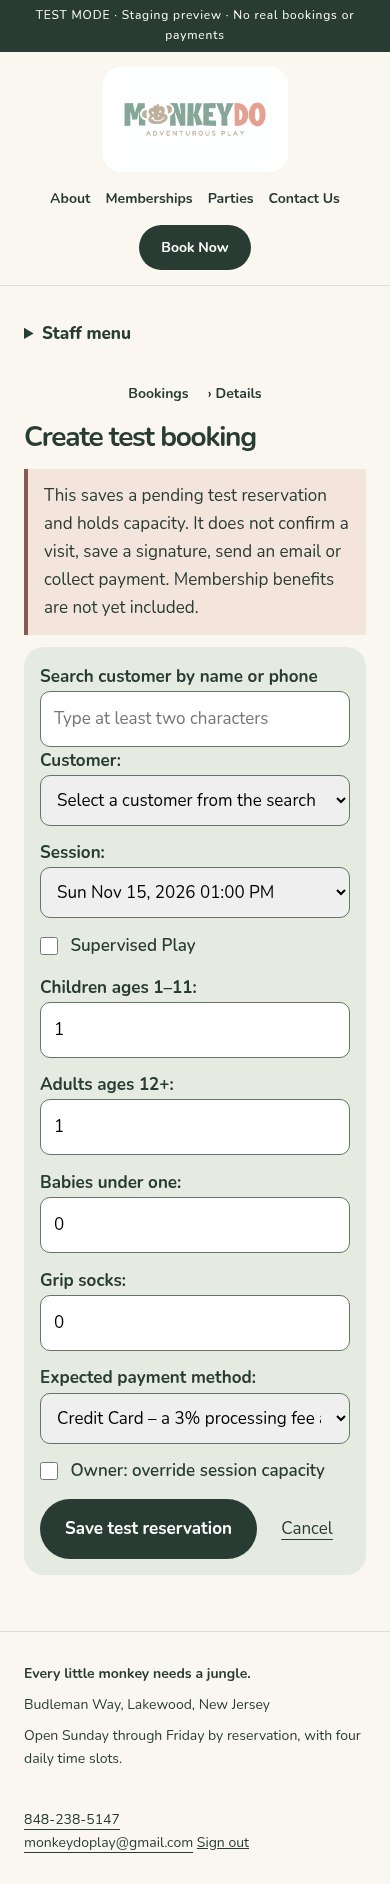 TEST MODE · Staging preview · No real bookings or
payments
MONKEYDO
ADVENTUROUS PLAY
About Memberships Parties Contact Us
Book Now
Staff menu
Bookings › Details
Create test booking
This saves a pending test reservation
and holds capacity. It does not confirm a
visit, save a signature, send an email or
collect payment. Membership benefits
are not yet included.
Search customer by name or phone
Type at least two characters
Customer:
Select a customer from the search
Session:
Sun Nov 15, 2026 01:00 PM
Supervised Play
Children ages 1–11:
1
Adults ages 12+:
1
Babies under one:
0
Grip socks:
0
Expected payment method:
Credit Card – a 3% processing fee
Owner: override session capacity
Save test reservation Cancel
Every little monkey needs a jungle.
Budleman Way, Lakewood, New Jersey
Open Sunday through Friday by reservation, with four
daily time slots.
848-238-5147
monkeydoplay@gmail.com Sign out